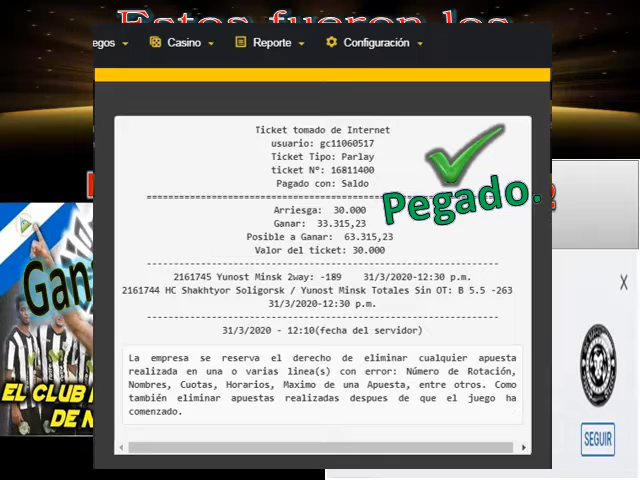 Estos fueron los
egos
Casino
Reporte
Configuración
Ticket tomado de Internet
usuario: gc11060517
Ticket Tipo: Parlay
ticket Nº: 16811400
Pagado con: Saldo
Pegado.
Arriesga: 30.000
Ganar: 33.315,23
Posible a Ganar: 63.315,23
Valor del ticket: 30.000
2161745 Yunost Minsk 2way: -189 31/3/2020-12:30 p.m.
2161744 HC Shakhtyor Soligorsk / Yunost Minsk Totales Sin OT: B 5.5 -263
31/3/2020-12:30 p.m.
31/3/2020 - 12:10(fecha del servidor)
La empresa se reserva el derecho de eliminar cualquier apuesta
realizada en una o varias linea(s) con error: Número de Rotación,
Nombres, Cuotas, Horarios, Maximo de una Apuesta, entre otros. Como
también eliminar apuestas realizadas despues de que el juego ha
comenzado.
Gan
EL CLUB
DE N
X
SEGUIR